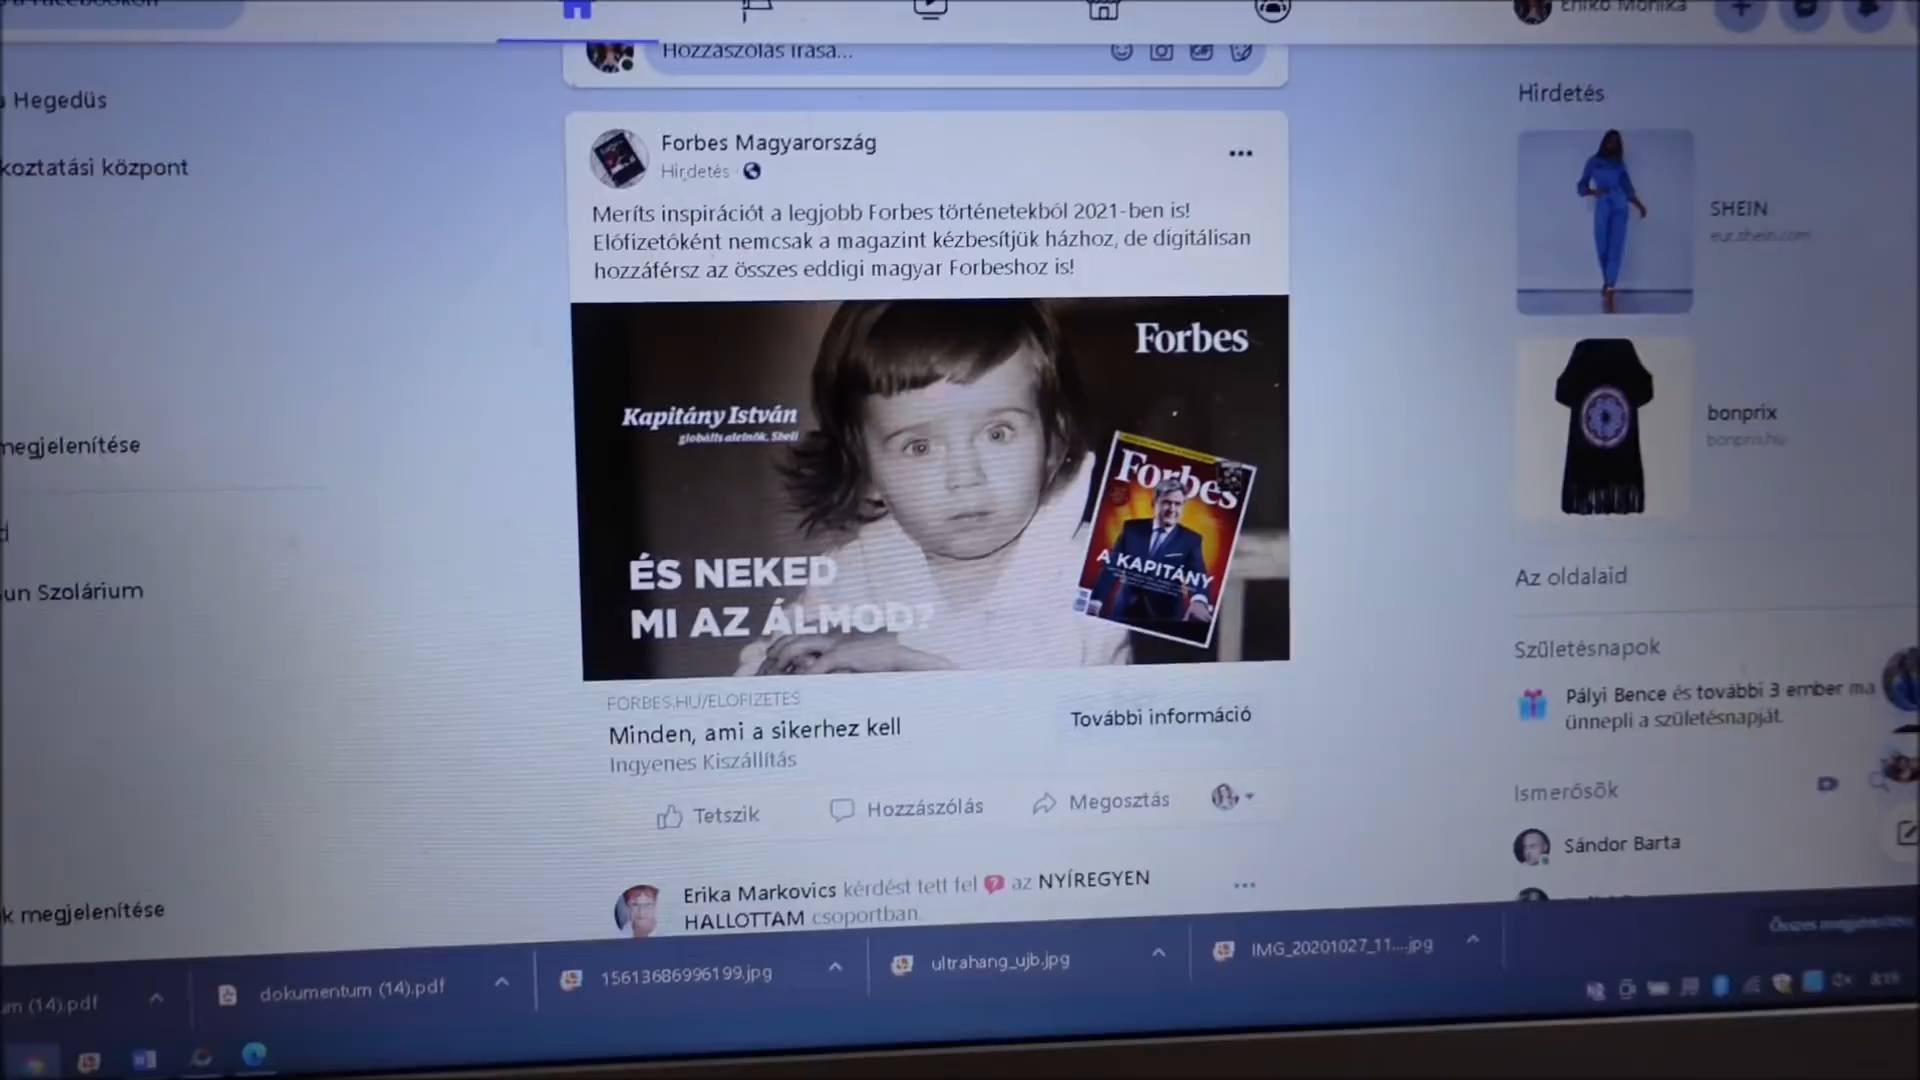 Enikő Mónika
Hozzászólás írása...
Hegedüs
koztatási központ
megjelenítése
un Szolárium
k megjelenítése
Forbes Magyarország
Hirdetés
Meríts inspirációt a legjobb Forbes történetekből 2021-ben is!
Előfizetőként nemcsak a magazint kézbesítjük házhoz, de digitálisan
hozzáférsz az összes eddigi magyar Forbeshoz is!
Forbes
Kapitány István
globális alelnök, Shell
Forbes
A KAPITÁNY
ÉS NEKED
MI AZ ÁLMOD?
FORBES.HU/ELOFIZETES
Minden, ami a sikerhez kell
Ingyenes Kiszállítás
További információ
Tetszik
Hozzászólás
Megosztás
Erika Markovics kérdést tett fel az NYÍREGYEN
HALLOTTAM csoportban.
Hirdetés
SHEIN
eur.shein.com
bonprix
bonprix.hu
Az oldalaid
Születésnapok
Pályi Bence és további 3 ember ma
ünnepli a születésnapját.
Ismerősök
Sándor Barta
um (14).pdf
dokumentum (14).pdf
15613686996199.jpg
ultrahang_ujb.jpg
IMG_20201027_11....jpg
Összes megjelenítése